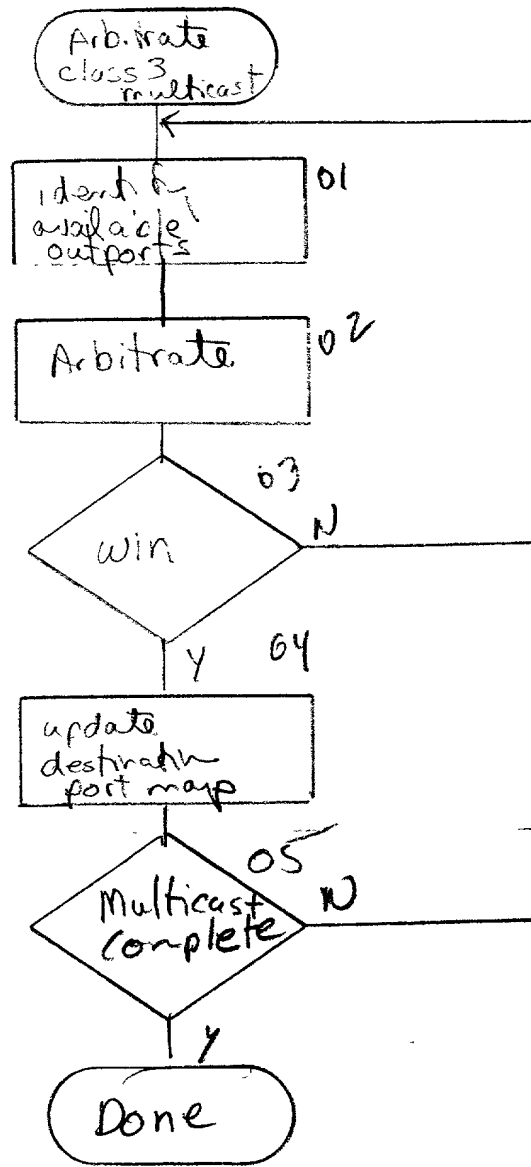 Arbitrate
class 3
multicast
identify
available
outports
01
Arbitrate
02
03
win
N
Y
04
update
destination
port map
05
Multicast
complete
N
Y
Done